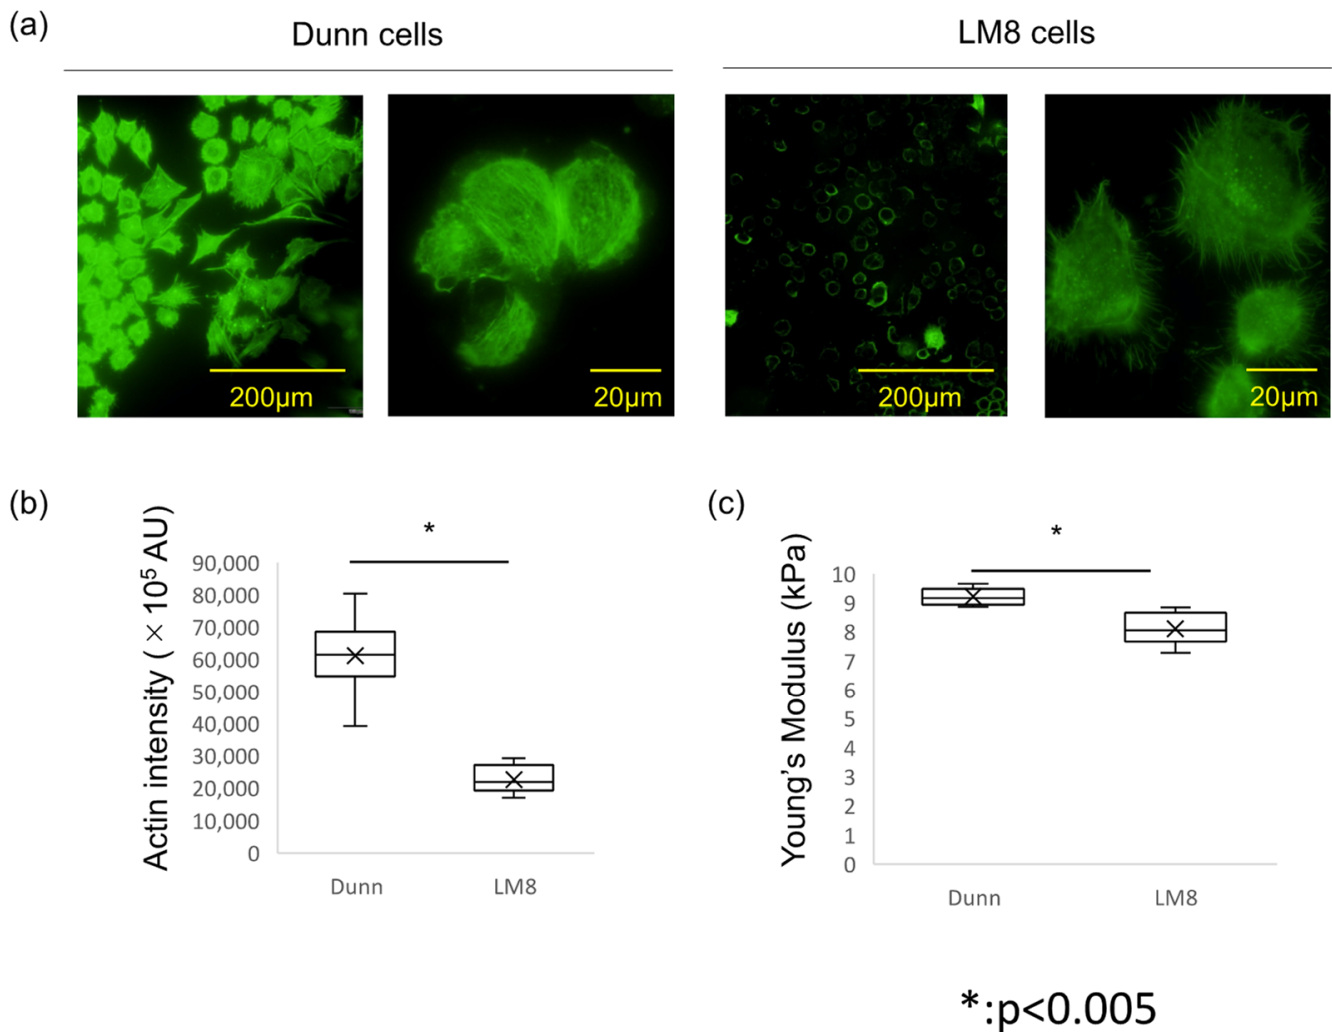 (a)
Dunn cells
LM8 cells
200μm
20μm
200μm
20μm
(b)
Actin intensity (×10⁵ AU)
*
90,000
80,000
70,000
60,000
50,000
40,000
30,000
20,000
10,000
0
Dunn
LM8
(c)
Young's Modulus (kPa)
*
10
9
8
7
6
5
4
3
2
1
0
Dunn
LM8
*:p<0.005